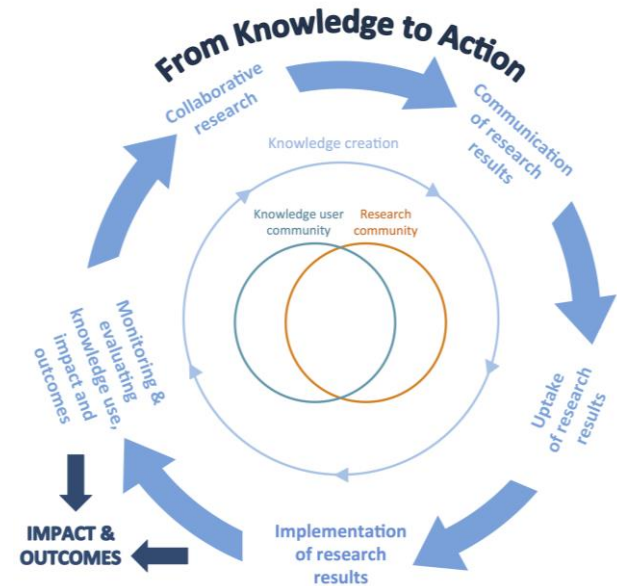 From Knowledge to Action
Collaborative
research
Communication
of research
results
Knowledge creation
Knowledge user
community
Research
community
Uptake
of research
results
Implementation
of research
results
Monitoring &
evaluating
knowledge use,
impact and
outcomes
IMPACT &
OUTCOMES